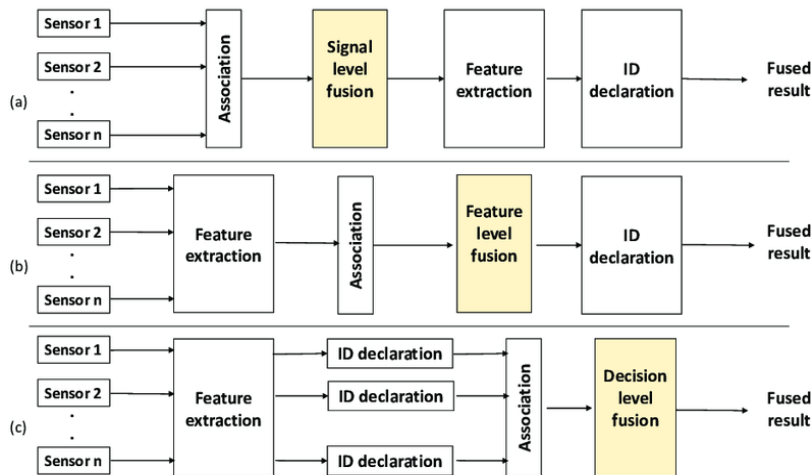 Sensor 1
Sensor 2
.
.
Sensor n
(a)
Association
Signal
level
fusion
Feature
extraction
ID
declaration
Fused
result
Sensor 1
Sensor 2
.
.
Sensor n
(b)
Feature
extraction
Association
Feature
level
fusion
ID
declaration
Fused
result
Sensor 1
Sensor 2
.
.
Sensor n
(c)
Feature
extraction
ID declaration
ID declaration
ID declaration
Association
Decision
level
fusion
Fused
result